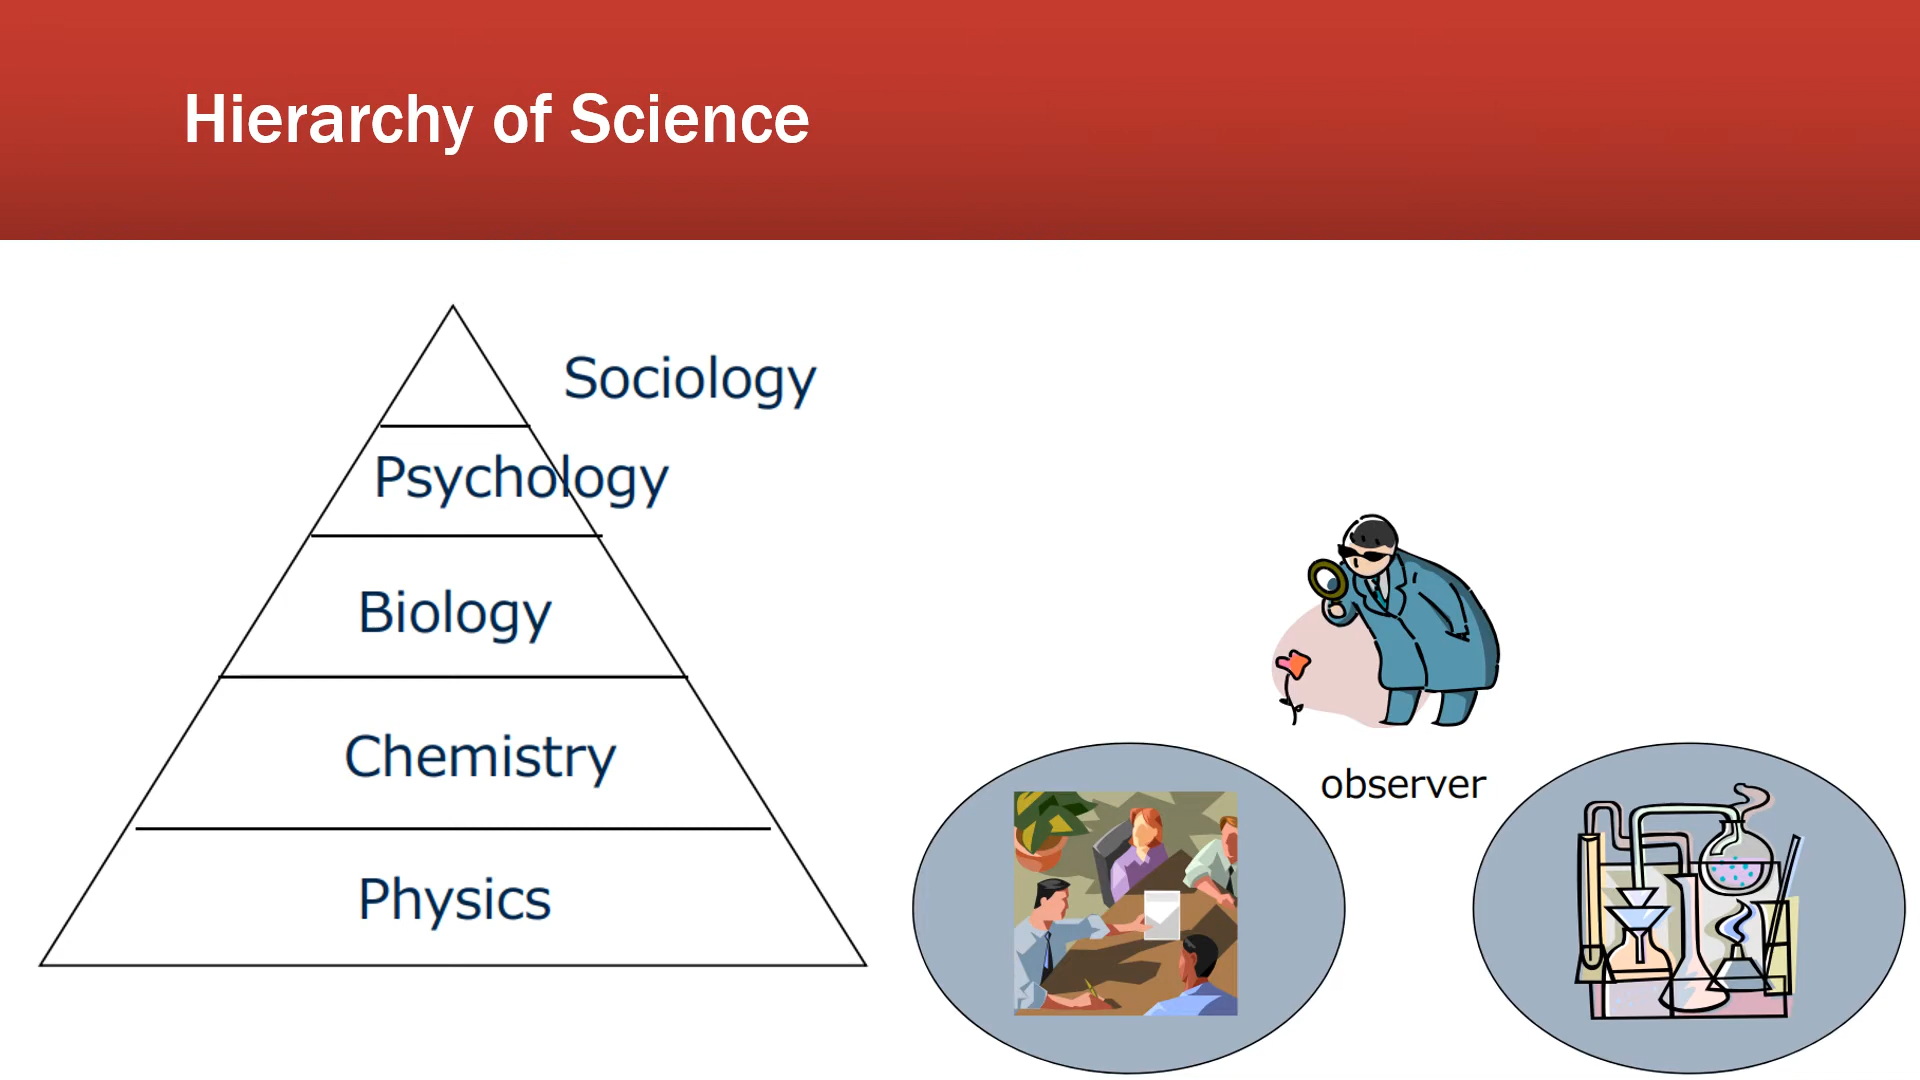 Hierarchy of Science
Sociology
Psychology
Biology
Chemistry
Physics
observer